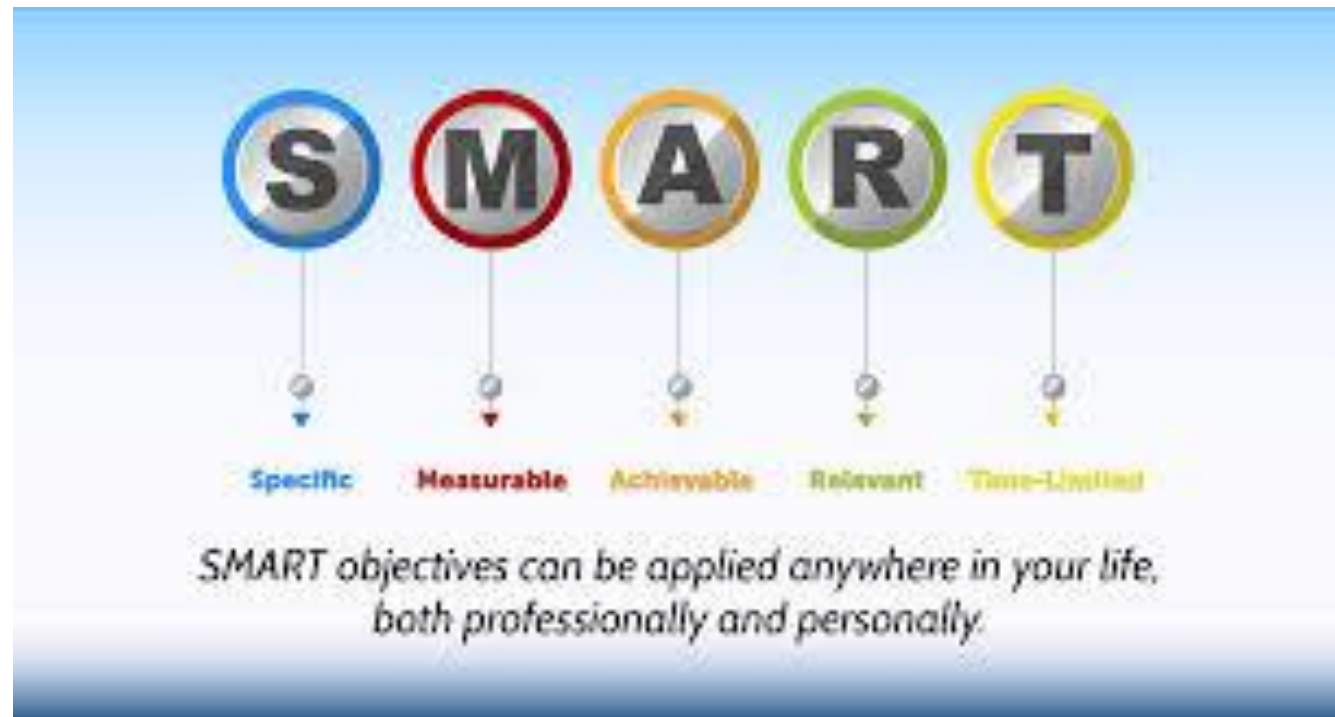 S M A R T
Specific Measurable Achievable Relevant Time-Limited
SMART objectives can be applied anywhere in your life,
both professionally and personally.